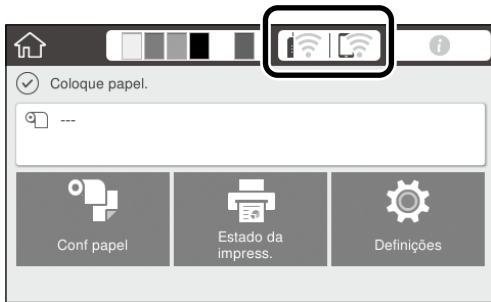 Coloque papel.
---
Conf papel
Estado da
impress.
Definições